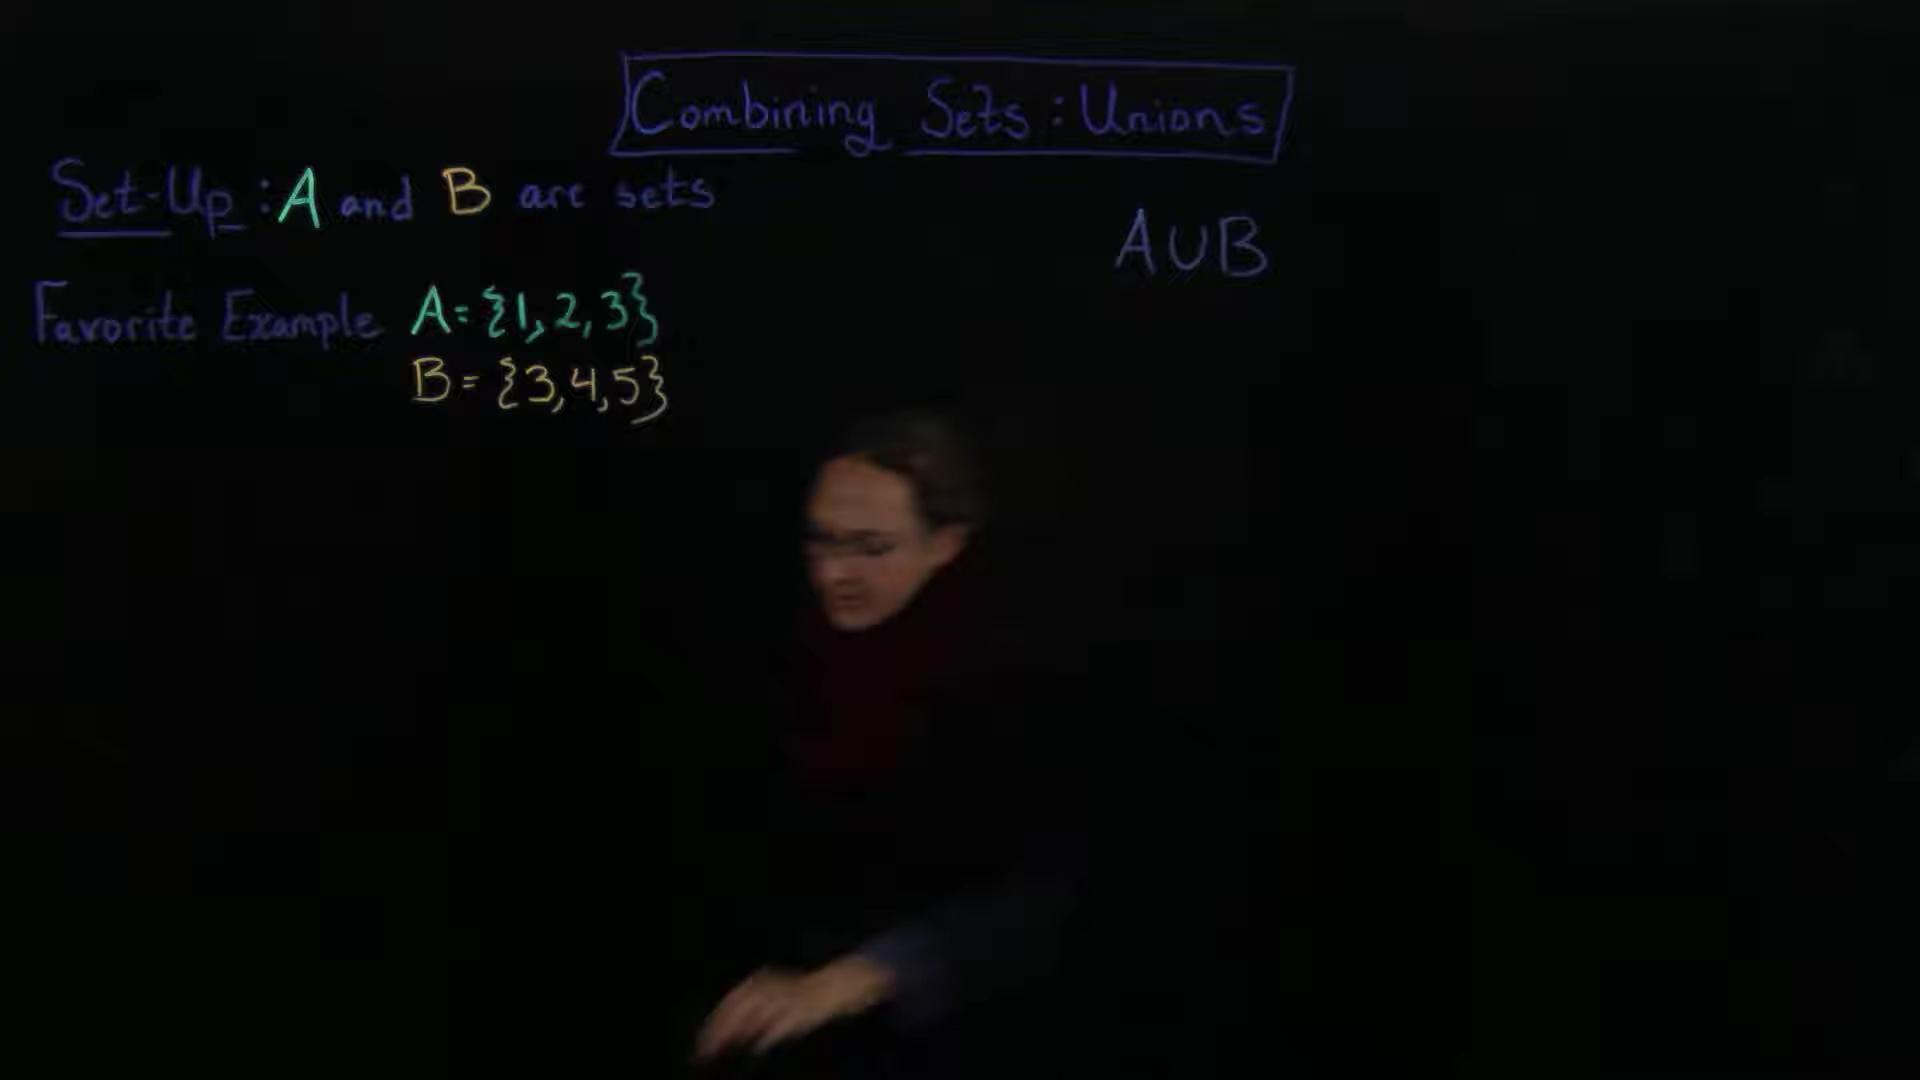 Combining Sets: Unions
Set-Up: A and B are sets
A∪B
Favorite Example A={1,2,3}
B={3,4,5}